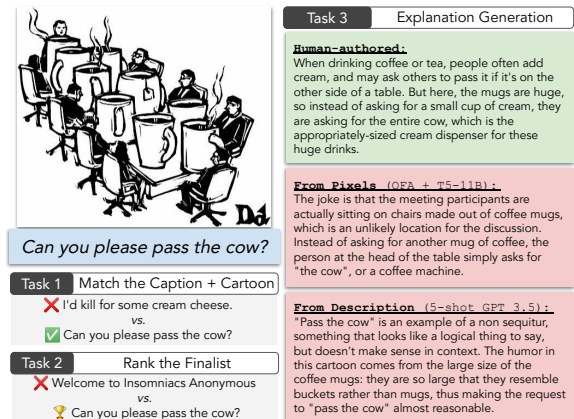 Can you please pass the cow?
Task 1 Match the Caption + Cartoon
❌ I'd kill for some cream cheese.
vs.
✅ Can you please pass the cow?
Task 2 Rank the Finalist
❌ Welcome to Insomniacs Anonymous
vs.
🏆 Can you please pass the cow?
Task 3 Explanation Generation
Human-authored:
When drinking coffee or tea, people often add
cream, and may ask others to pass it if it's on the
other side of a table. But here, the mugs are huge,
so instead of asking for a small cup of cream, they
are asking for the entire cow, which is the
appropriately-sized cream dispenser for these
huge drinks.
From Pixels (OFA + T5-11B):
The joke is that the meeting participants are
actually sitting on chairs made out of coffee mugs,
which is an unlikely location for the discussion.
Instead of asking for another mug of coffee, the
person at the head of the table simply asks for
"the cow", or a coffee machine.
From Description (5-shot GPT 3.5):
"Pass the cow" is an example of a non sequitur,
something that looks like a logical thing to say,
but doesn't make sense in context. The humor in
this cartoon comes from the large size of the
coffee mugs: they are so large that they resemble
buckets rather than mugs, thus making the request
to "pass the cow" almost reasonable.